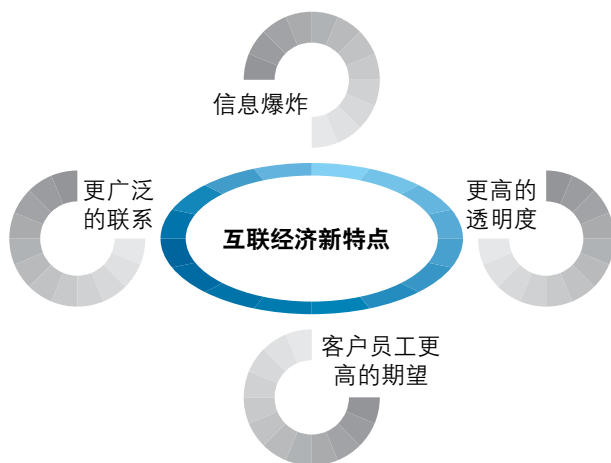 信息爆炸
更广泛
的联系
互联经济新特点
更高的
透明度
客户员工更
高的期望